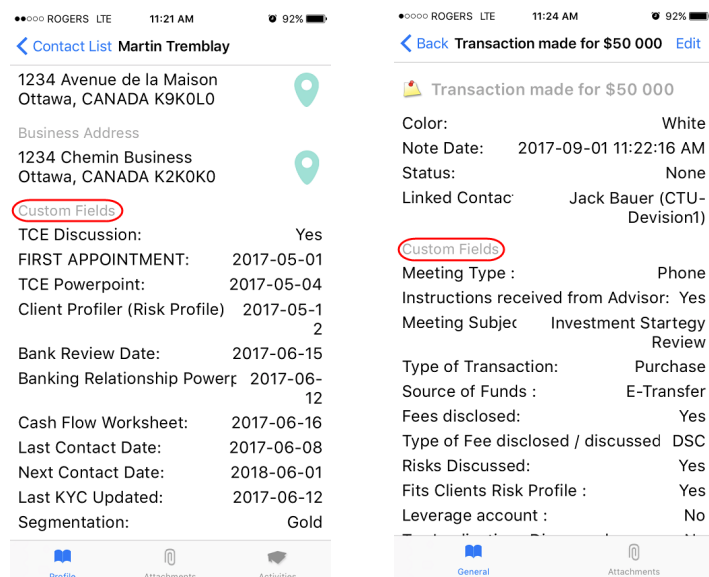 ROGERS LTE 11:21 AM 92%
Contact List Martin Tremblay
1234 Avenue de la Maison
Ottawa, CANADA K9K0L0
Business Address
1234 Chemin Business
Ottawa, CANADA K2K0K0
Custom Fields
TCE Discussion: Yes
FIRST APPOINTMENT: 2017-05-01
TCE Powerpoint: 2017-05-04
Client Profiler (Risk Profile) 2017-05-1
2
Bank Review Date: 2017-06-15
Banking Relationship Powerp 2017-06-
12
Cash Flow Worksheet: 2017-06-16
Last Contact Date: 2017-06-08
Next Contact Date: 2018-06-01
Last KYC Updated: 2017-06-12
Segmentation: Gold
Profile Attachments Activities
ROGERS LTE 11:24 AM 92%
Back Transaction made for $50 000 Edit
Transaction made for $50 000
Color: White
Note Date: 2017-09-01 11:22:16 AM
Status: None
Linked Contac Jack Bauer (CTU-
Devision1)
Custom Fields
Meeting Type : Phone
Instructions received from Advisor: Yes
Meeting Subjec Investment Startegy
Review
Type of Transaction: Purchase
Source of Funds : E-Transfer
Fees disclosed: Yes
Type of Fee disclosed / discussed DSC
Risks Discussed: Yes
Fits Clients Risk Profile : Yes
Leverage account : No
General Attachments